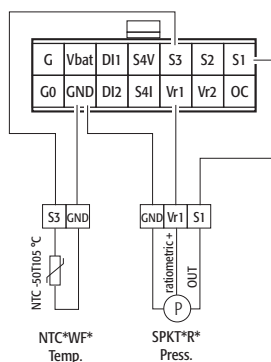 G Vbat DI1 S4V S3 S2 S1
G0 GND DI2 S4I Vr1 Vr2 OC
S3 GND
GND Vr1 S1
NTC -50T105 °C
ratiometric +
OUT
P
NTC*WF*
Temp.
SPKT*R*
Press.